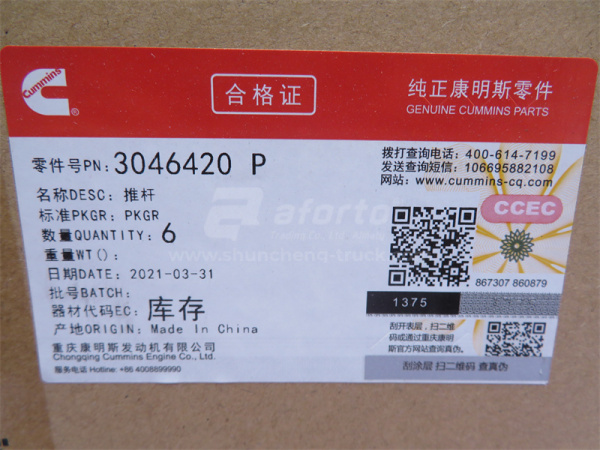 Cummins
®
合格证
纯正康明斯零件
GENUINE CUMMINS PARTS
零件号PN: 3046420 P
名称DESC: 推杆
标准PKGR: PKGR
数量QUANTITY: 6
重量WT():
日期DATE: 2021-03-31
批号BATCH:
器材代码EC: 库存
产地ORIGIN: Made In China
重庆康明斯发动机有限公司
Chongqing Cummins Engine Co., Ltd.
服务电话 Hotline: +86 4008899990
拨打查询电话: 400-614-7199
发送查询短信: 106695882108
网站: www.cummins-cq.com
CCEC
867307 860879
1375
刮开表层，扫二维
码或通过重庆康明
斯官方网站查询真伪。
刮涂层 扫二维码 查真伪
aforto
www.shuncheng-truck